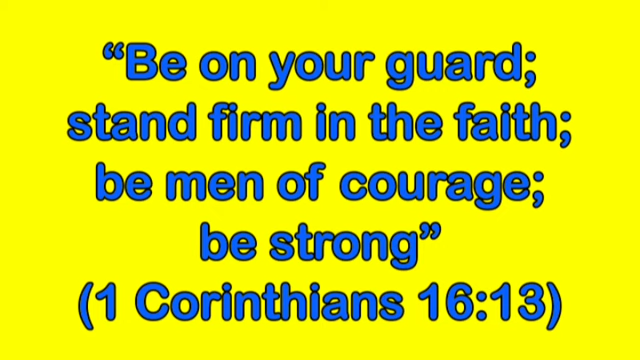 “Be on your guard;
stand firm in the faith;
be men of courage;
be strong”
(1 Corinthians 16:13)